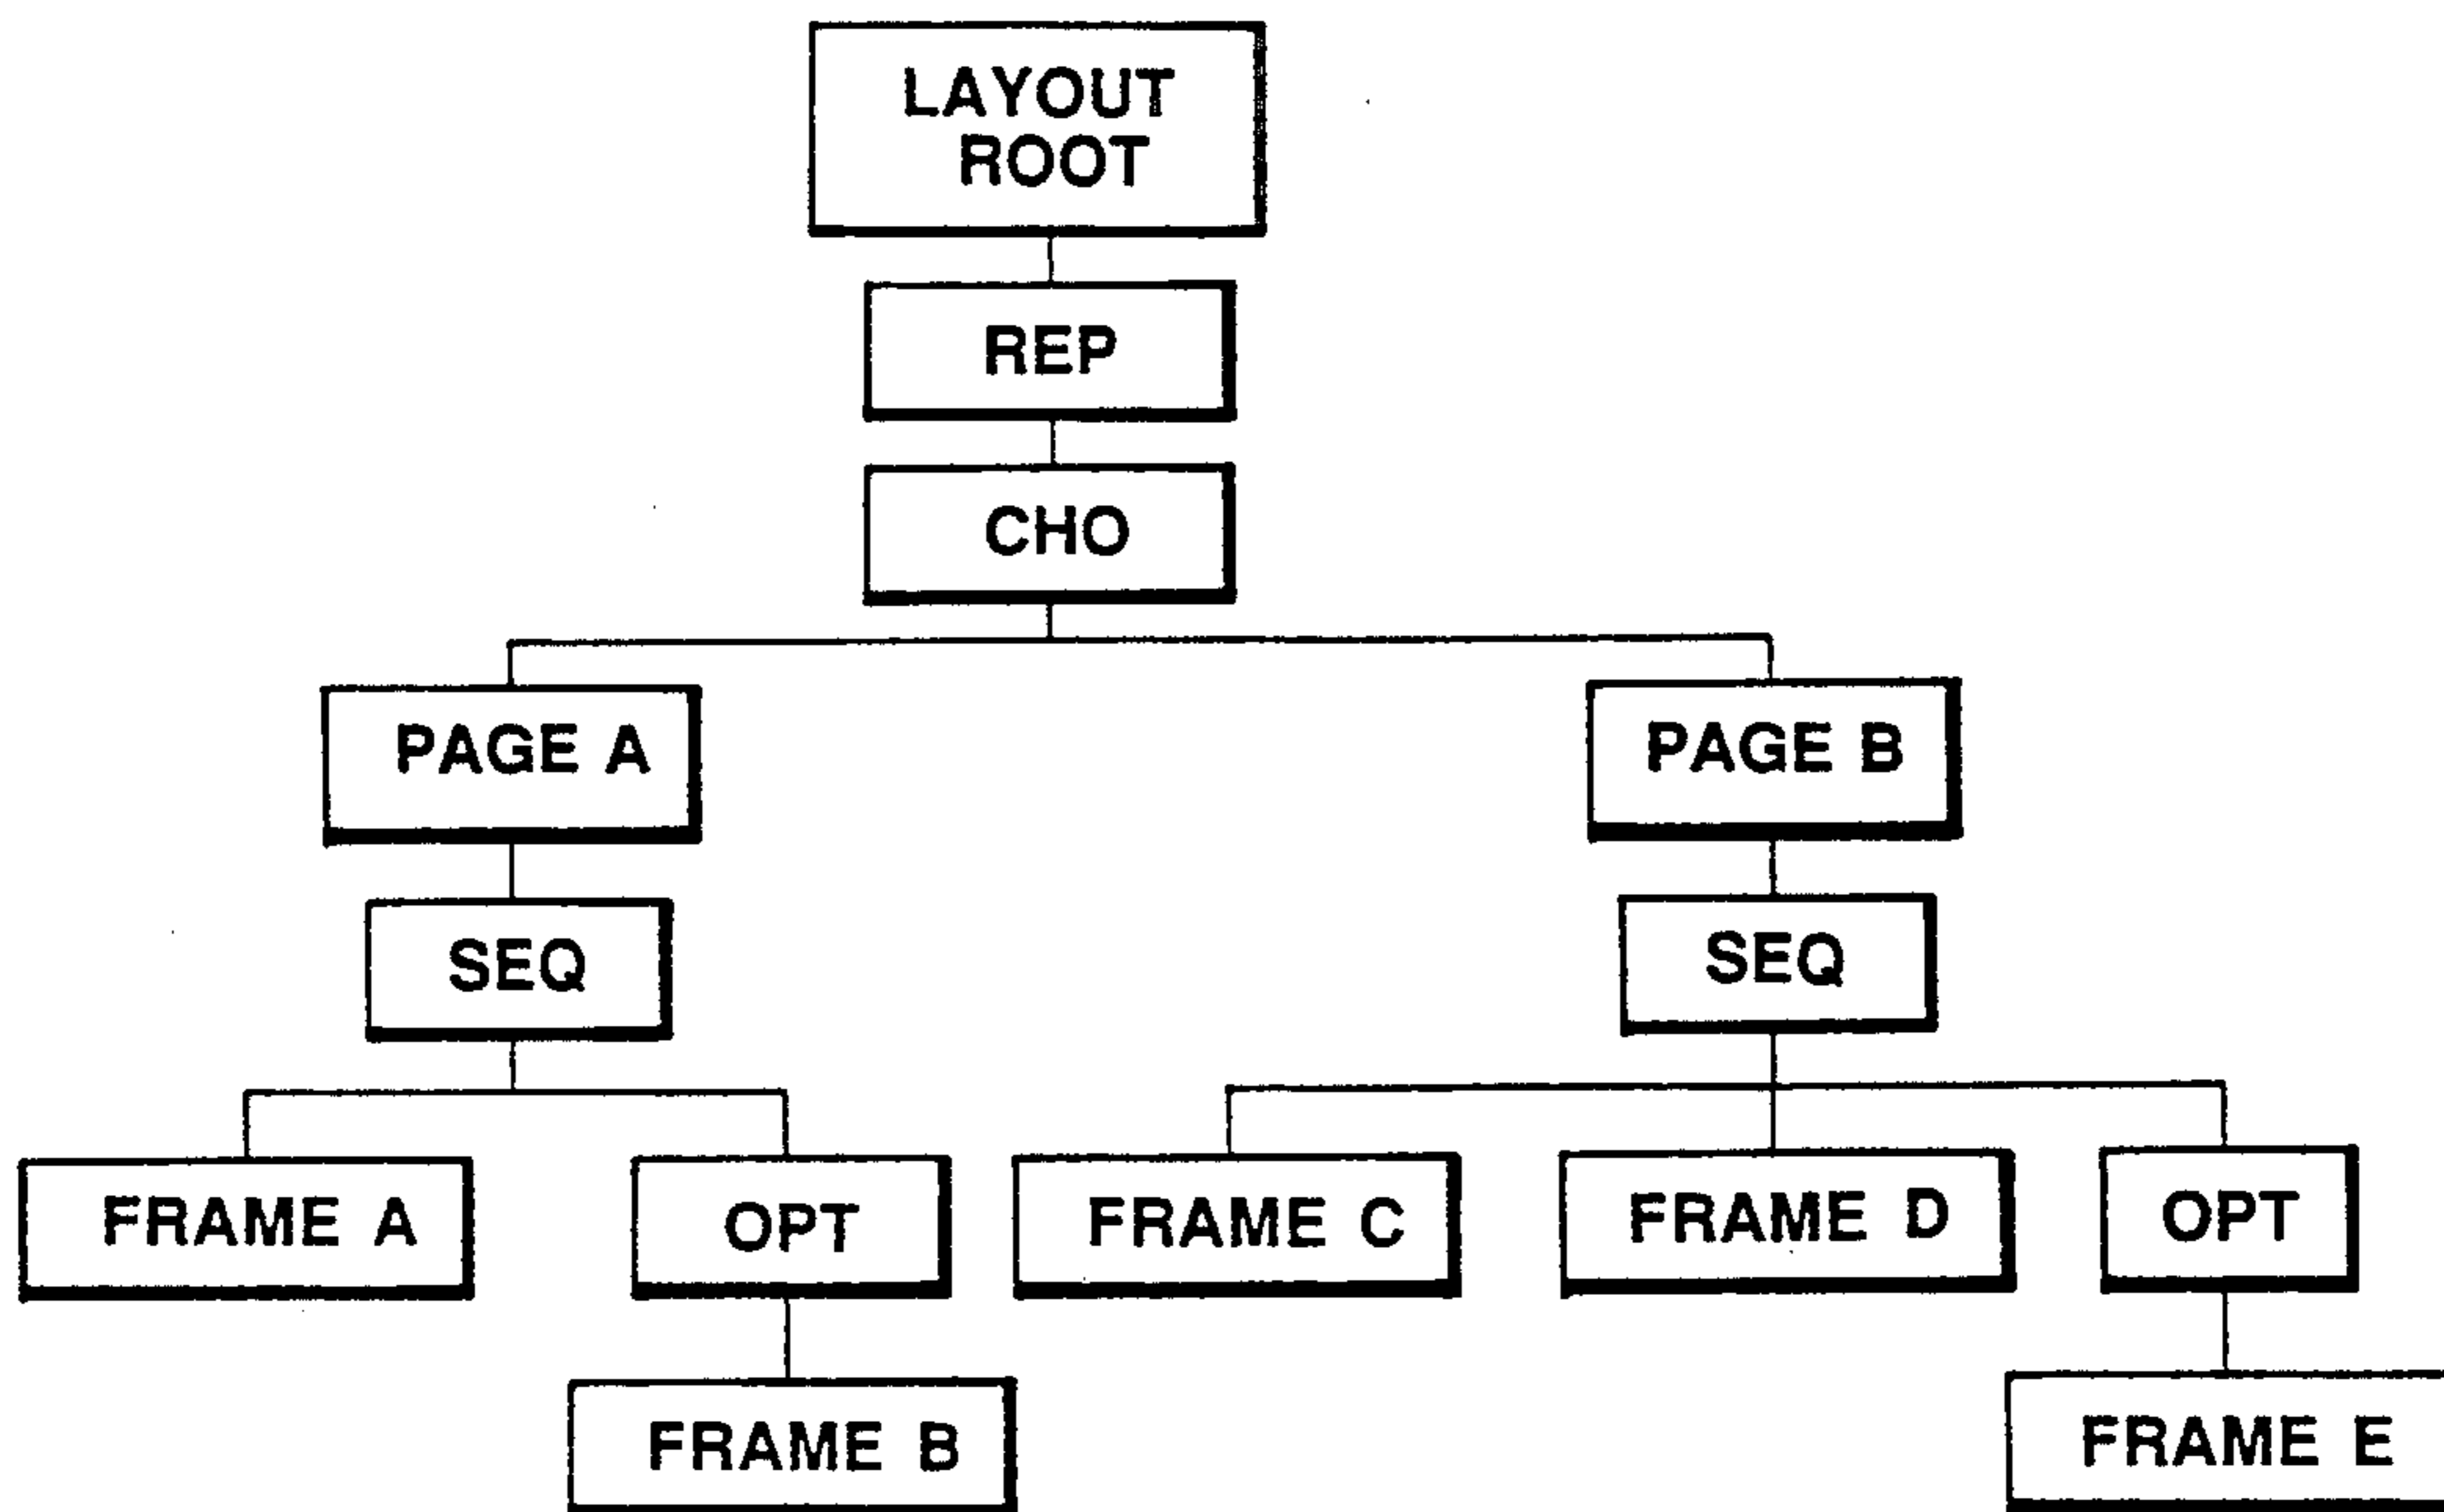 LAYOUT
ROOT
REP
CHO
PAGE A
PAGE B
SEQ
SEQ
FRAME A
OPT
FRAME C
FRAME D
OPT
FRAME B
FRAME E